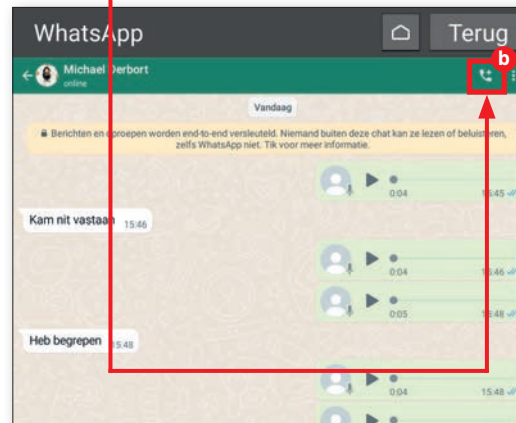 WhatsApp
Terug
b
Michael Derbort
online
Vandaag
Berichten en oproepen worden end-to-end versleuteld. Niemand buiten deze chat kan ze lezen of beluisteren,
zelfs WhatsApp niet. Tik voor meer informatie.
0:04 15:45
Kam nit vastaan 15:46
0:04 15:46
0:05 15:48
Heb begrepen 15:48
0:04 15:48